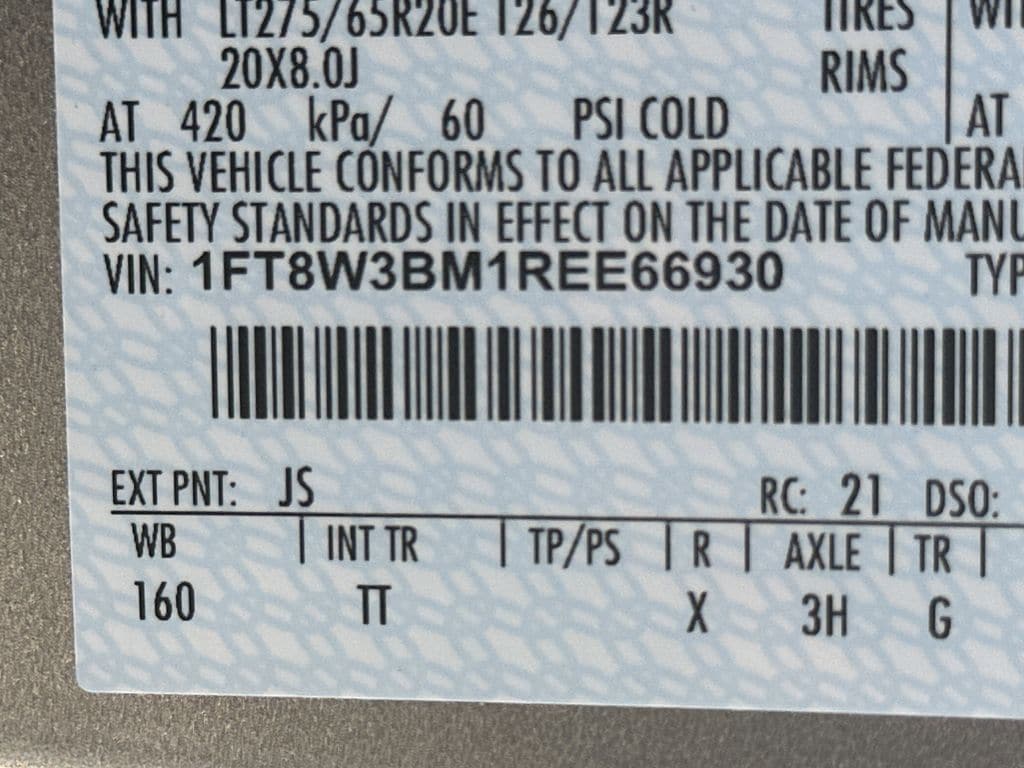 WITH LT275/65R20E 126/123R TIRES
20X8.0J RIMS
AT 420 kPa/ 60 PSI COLD AT
THIS VEHICLE CONFORMS TO ALL APPLICABLE FEDERA
SAFETY STANDARDS IN EFFECT ON THE DATE OF MANU
VIN: 1FT8W3BM1REE66930 TYP
EXT PNT: JS RC: 21 DSO:
WB INT TR TP/PS R AXLE TR
160 TT X 3H G